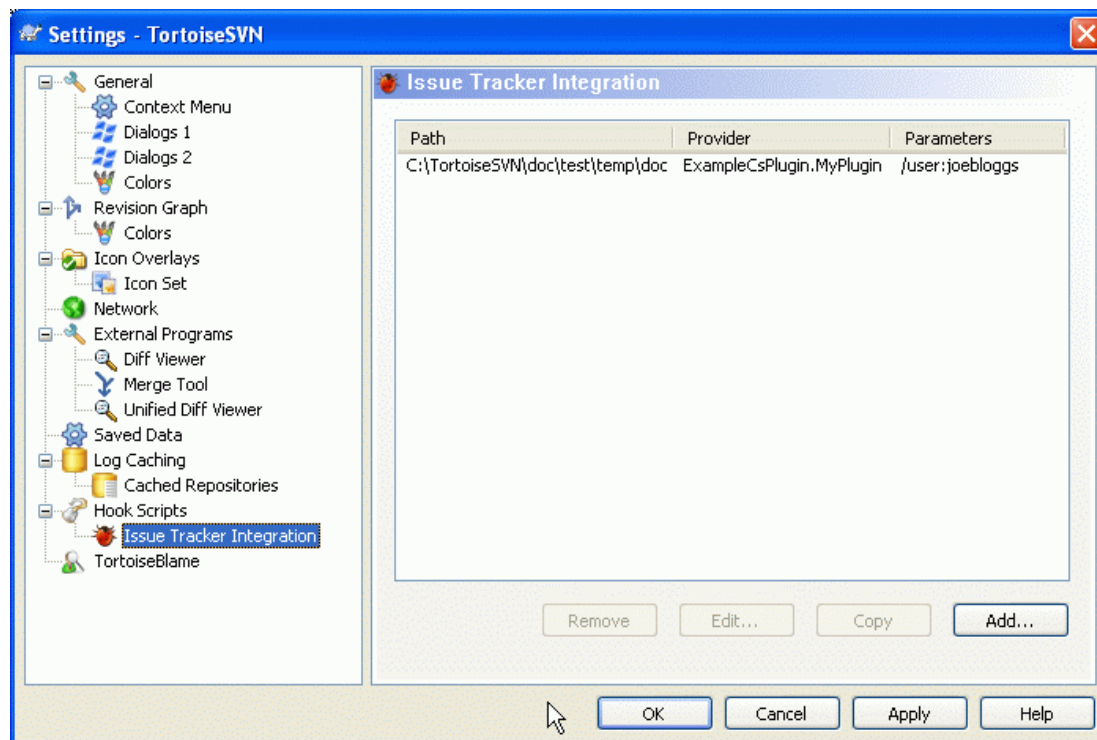 Settings - TortoiseSVN
General
Context Menu
Dialogs 1
Dialogs 2
Colors
Revision Graph
Colors
Icon Overlays
Icon Set
Network
External Programs
Diff Viewer
Merge Tool
Unified Diff Viewer
Saved Data
Log Caching
Cached Repositories
Hook Scripts
Issue Tracker Integration
TortoiseBlame
Issue Tracker Integration
Path Provider Parameters
C:\TortoiseSVN\doc\test\temp\doc ExampleCsPlugin.MyPlugin /user:joebloggs
Remove Edit... Copy Add...
OK Cancel Apply Help